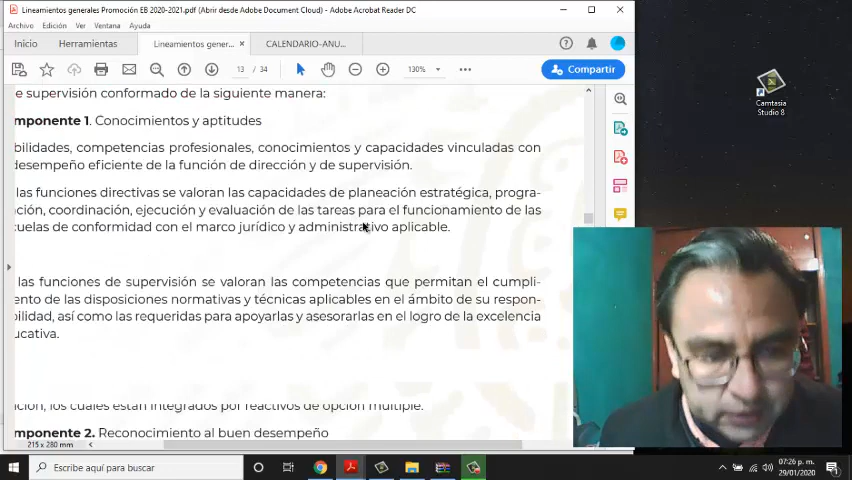 Lineamientos generales Promoción EB 2020-2021.pdf (Abrir desde Adobe Document Cloud) - Adobe Acrobat Reader DC
Archivo Edición Ver Ventana Ayuda
Inicio Herramientas Lineamientos gener... × CALENDARIO-ANU...
13 / 34 130% Compartir
e supervisión conformado de la siguiente manera:
mponente 1. Conocimientos y aptitudes
bilidades, competencias profesionales, conocimientos y capacidades vinculadas con
desempeño eficiente de la función de dirección y de supervisión.
las funciones directivas se valoran las capacidades de planeación estratégica, progra-
ción, coordinación, ejecución y evaluación de las tareas para el funcionamiento de las
cuelas de conformidad con el marco jurídico y administrativo aplicable.
las funciones de supervisión se valoran las competencias que permitan el cumpli-
ento de las disposiciones normativas y técnicas aplicables en el ámbito de su respon-
bilidad, así como las requeridas para apoyarlas y asesorarlas en el logro de la excelencia
ucativa.
ación, los cuales están integrados por reactivos de opción múltiple.
mponente 2. Reconocimiento al buen desempeño
215 x 280 mm
Camtasia
Studio 8
Escribe aquí para buscar
07:26 p. m.
29/01/2020